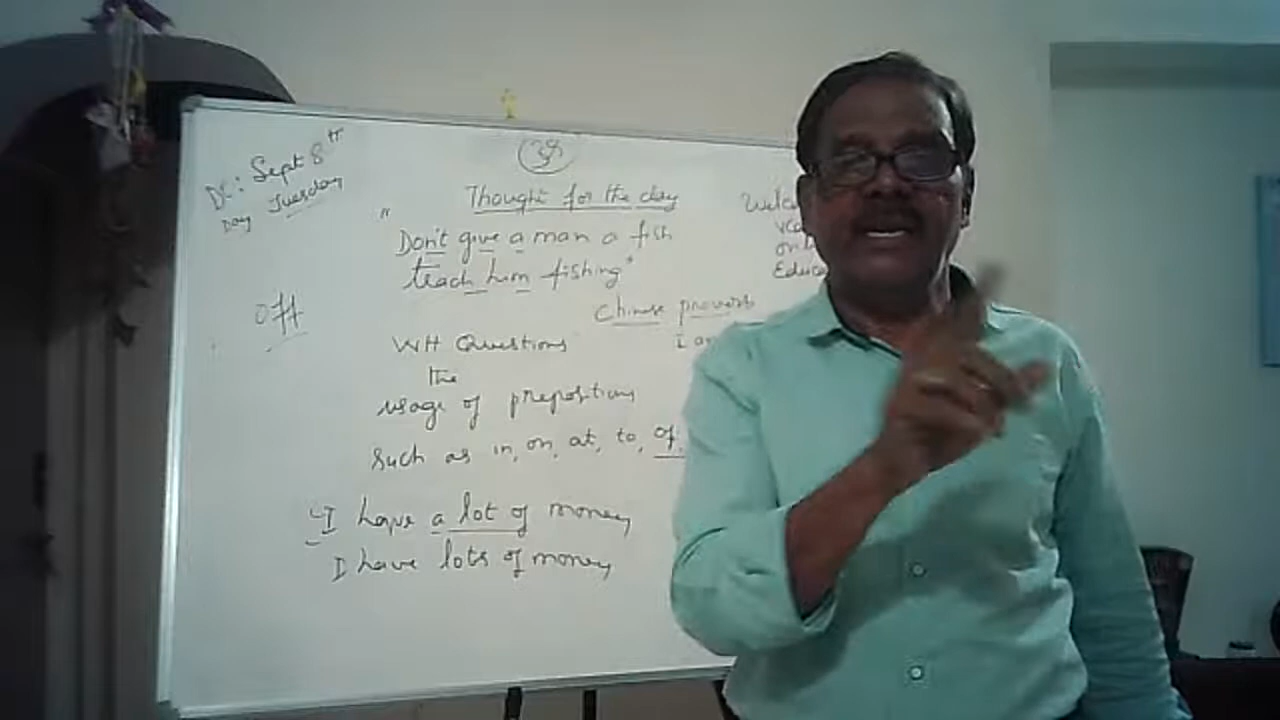 Dt: Sept 8th
Day Tuesday
Thought for the day
"Don't give a man a fish
teach him fishing"
Chinese proverb
off
WH Questions
the
usage of prepositions
such as in, on, at, to, of,
"I have a lot of money
I have lots of money